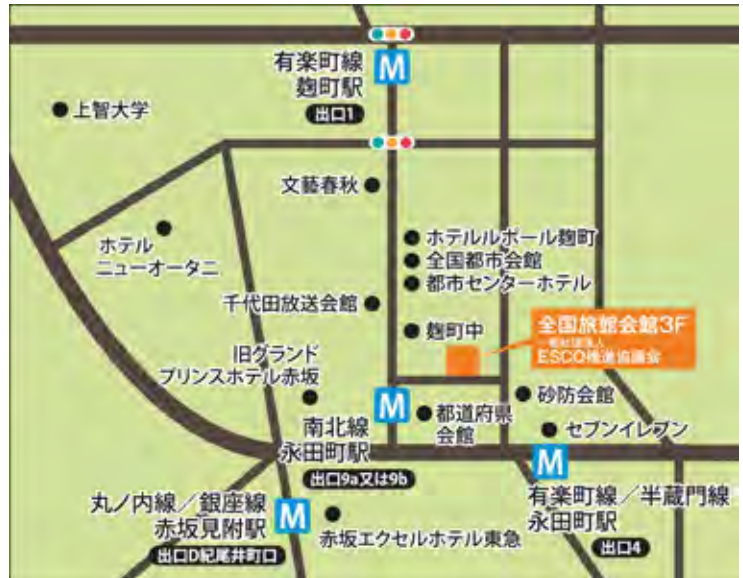 有楽町線
麹町駅
M
出口1
上智大学
文藝春秋
ホテル
ニューオータニ
ホテルルポール麹町
全国都市会館
都市センターホテル
千代田放送会館
麹町中
全国旅館会館3F
一般社団法人
ESCO推進協議会
旧グランド
プリンスホテル赤坂
M
南北線
永田町駅
出口9a又は9b
都道府県
会館
砂防会館
セブンイレブン
M
有楽町線／半蔵門線
永田町駅
出口4
丸ノ内線／銀座線
赤坂見附駅
M
出口D紀尾井町口
赤坂エクセルホテル東急